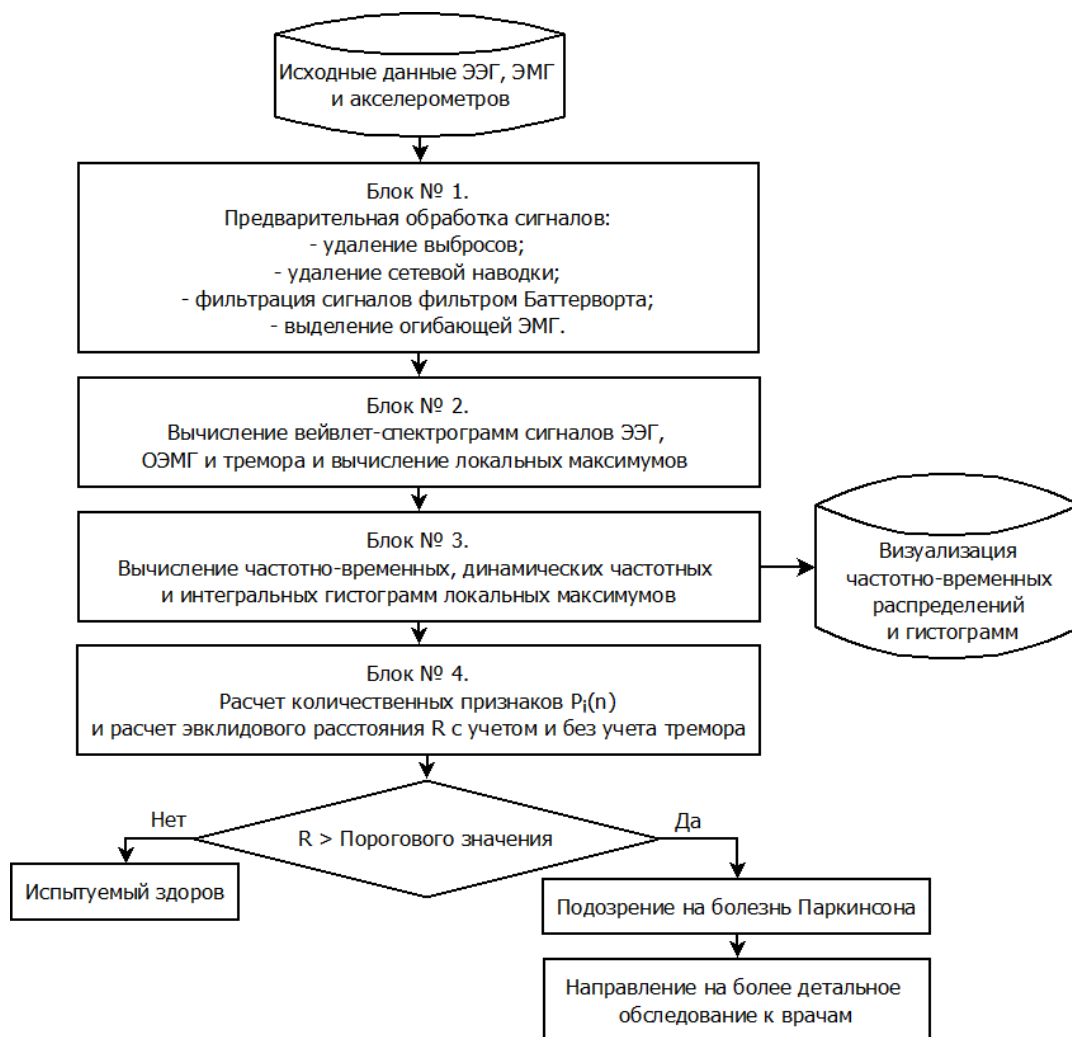 Исходные данные ЭЭГ, ЭМГ
и акселерометров
Блок № 1.
Предварительная обработка сигналов:
- удаление выбросов;
- удаление сетевой наводки;
- фильтрация сигналов фильтром Баттерворта;
- выделение огибающей ЭМГ.
Блок № 2.
Вычисление вейвлет-спектрограмм сигналов ЭЭГ,
ОЭМГ и тремора и вычисление локальных максимумов
Блок № 3.
Вычисление частотно-временных, динамических частотных
и интегральных гистограмм локальных максимумов
Визуализация
частотно-временных
распределений
и гистограмм
Блок № 4.
Расчет количественных признаков Pi(n)
и расчет эвклидового расстояния R с учетом и без учета тремора
Нет
R > Порогового значения
Да
Испытуемый здоров
Подозрение на болезнь Паркинсона
Направление на более детальное
обследование к врачам